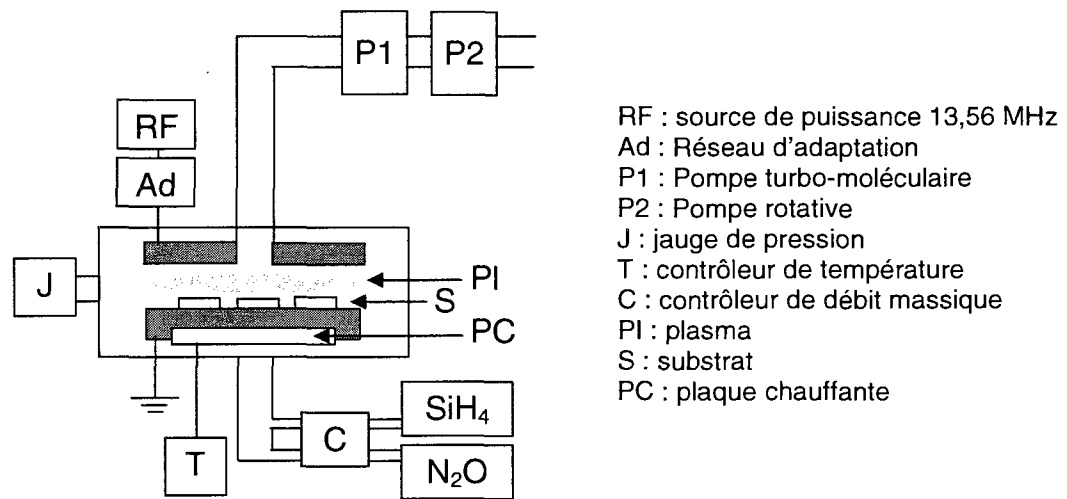 P1
P2
RF
Ad
J
PI
S
PC
T
C
SiH₄
N₂O
RF : source de puissance 13,56 MHz
Ad : Réseau d'adaptation
P1 : Pompe turbo-moléculaire
P2 : Pompe rotative
J : jauge de pression
T : contrôleur de température
C : contrôleur de débit massique
PI : plasma
S : substrat
PC : plaque chauffante